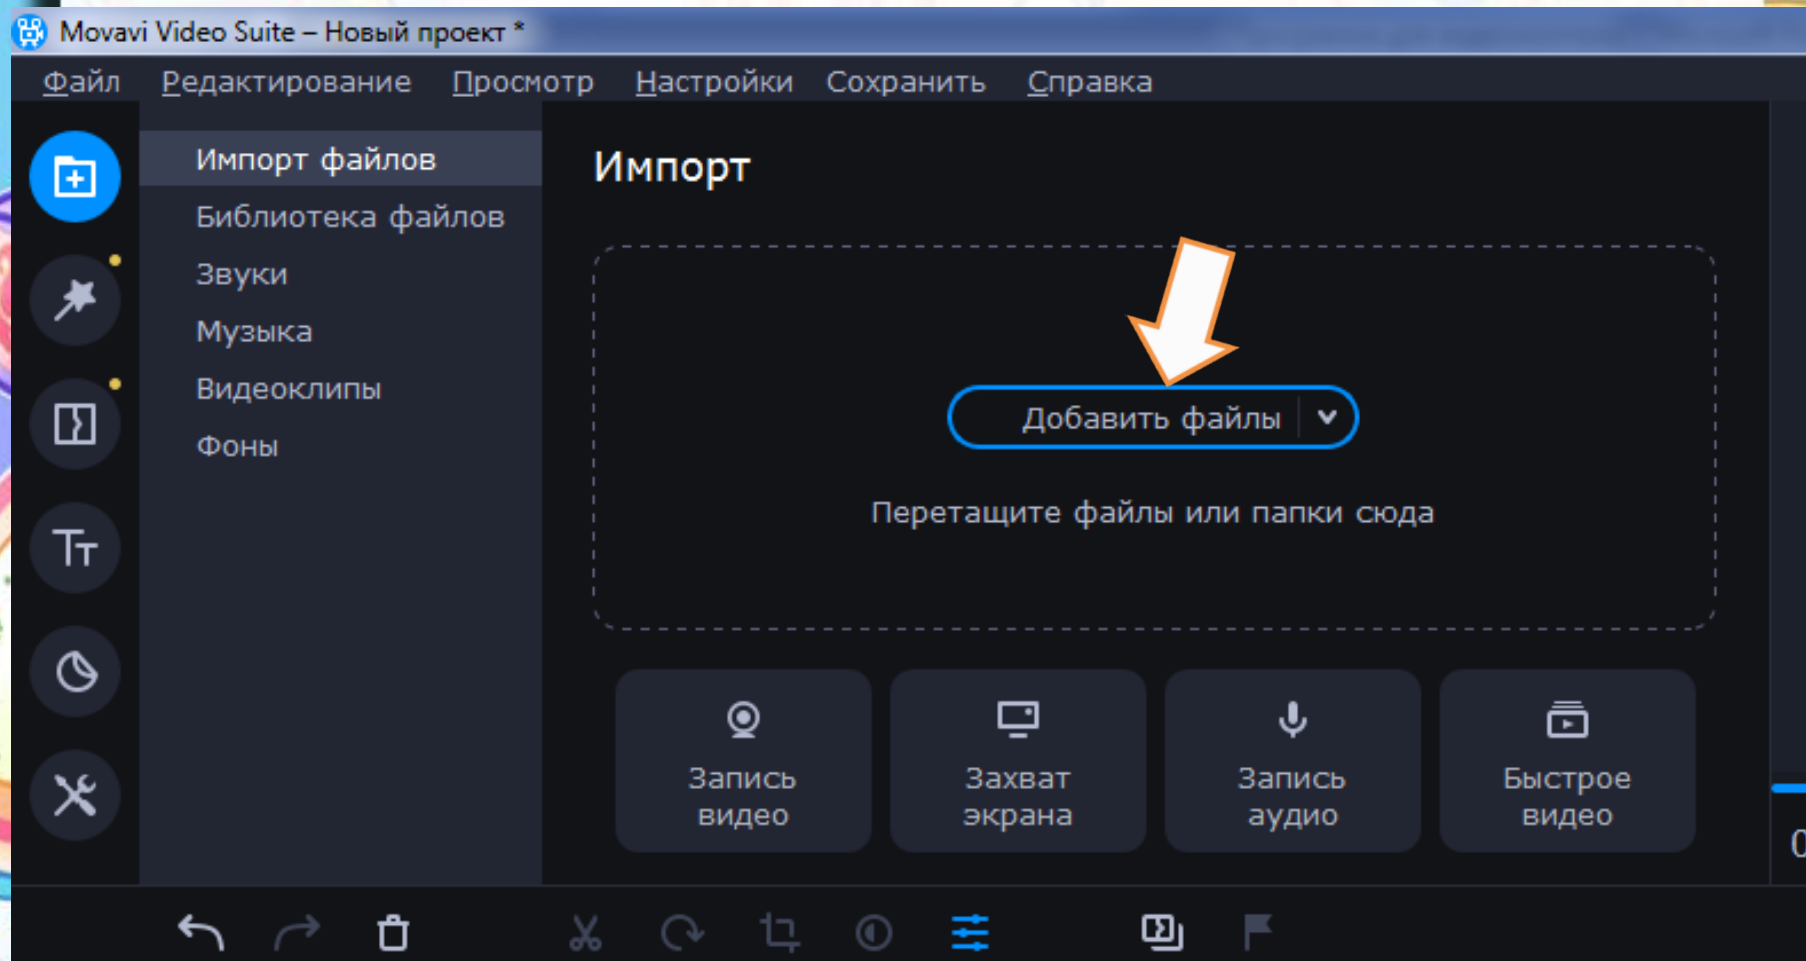 Movavi Video Suite – Новый проект *
Файл Редактирование Просмотр Настройки Сохранить Справка
Импорт файлов
Библиотека файлов
Звуки
Музыка
Видеоклипы
Фоны
Импорт
Добавить файлы
Перетащите файлы или папки сюда
Запись
видео
Захват
экрана
Запись
аудио
Быстрое
видео
Тт